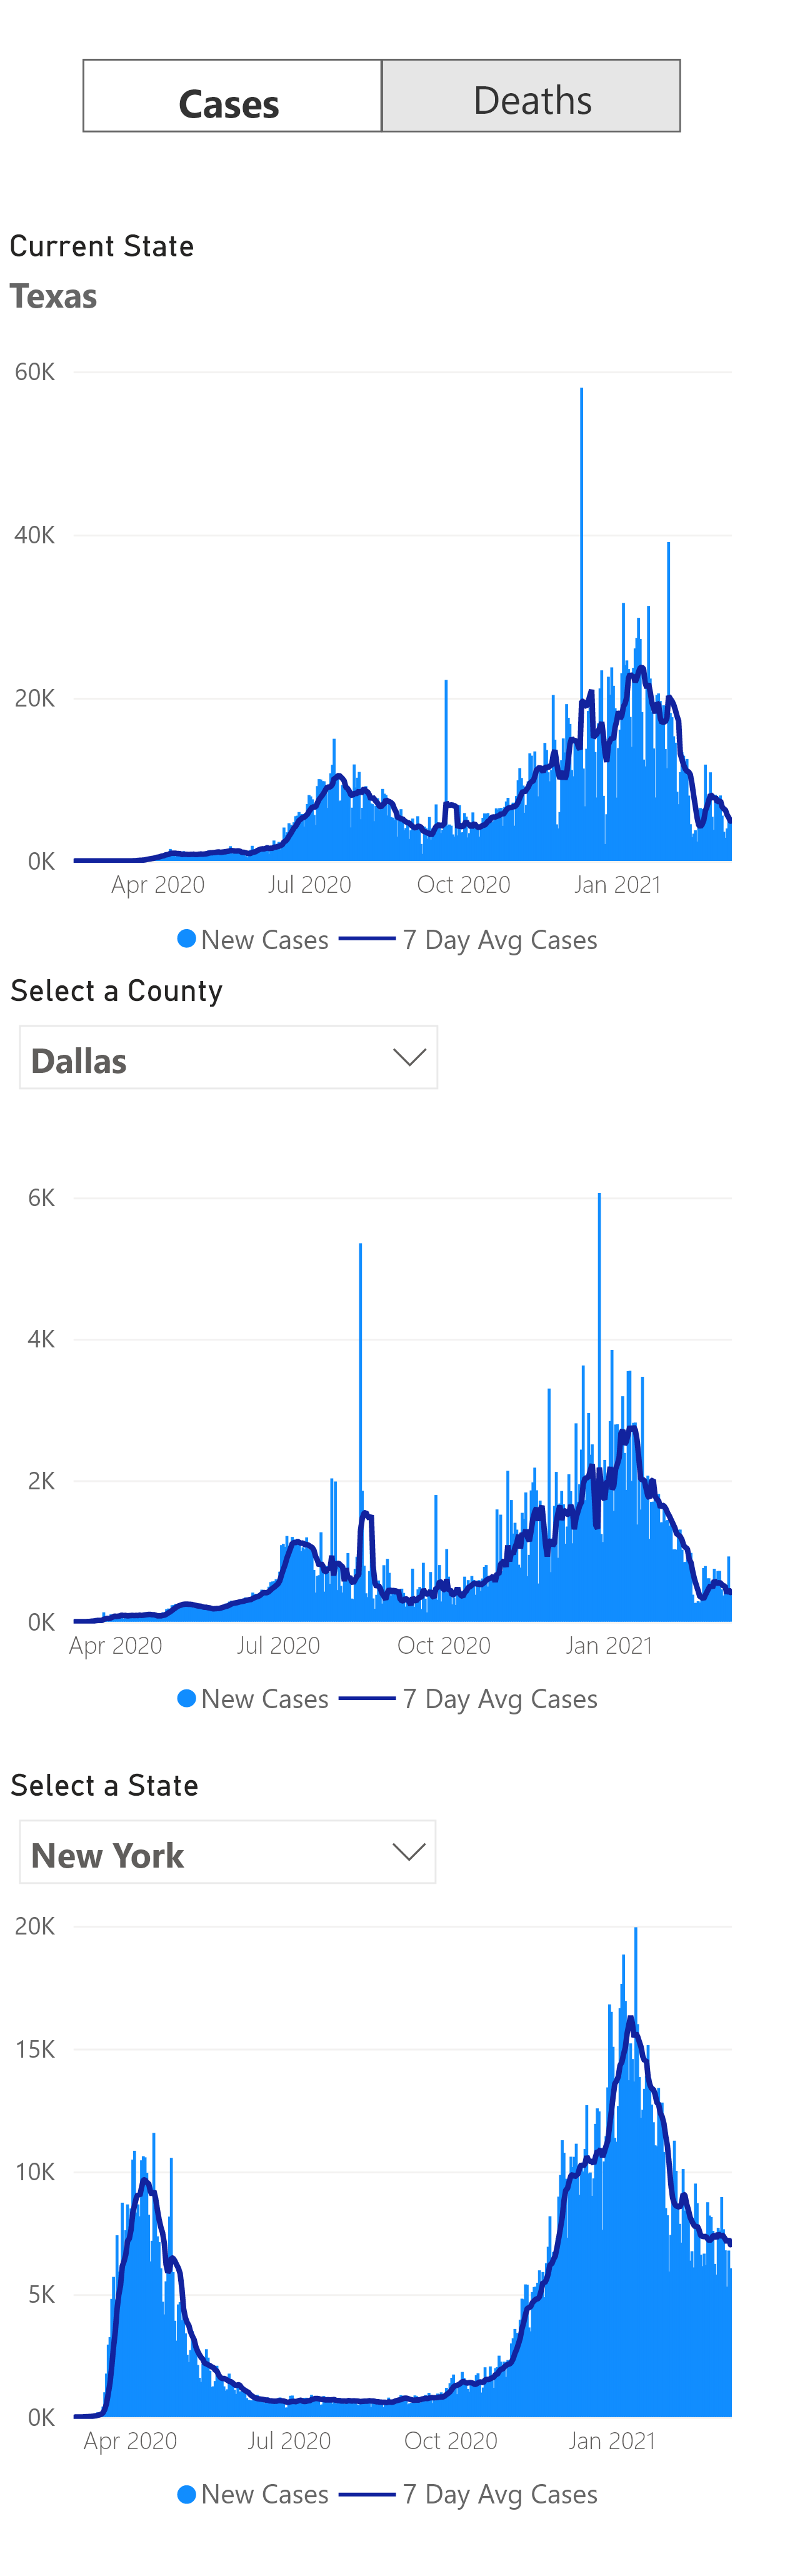 Cases Deaths
Current State
Texas
60K
40K
20K
0K
Apr 2020 Jul 2020 Oct 2020 Jan 2021
New Cases 7 Day Avg Cases
Select a County
Dallas
6K
4K
2K
0K
Apr 2020 Jul 2020 Oct 2020 Jan 2021
New Cases 7 Day Avg Cases
Select a State
New York
20K
15K
10K
5K
0K
Apr 2020 Jul 2020 Oct 2020 Jan 2021
New Cases 7 Day Avg Cases